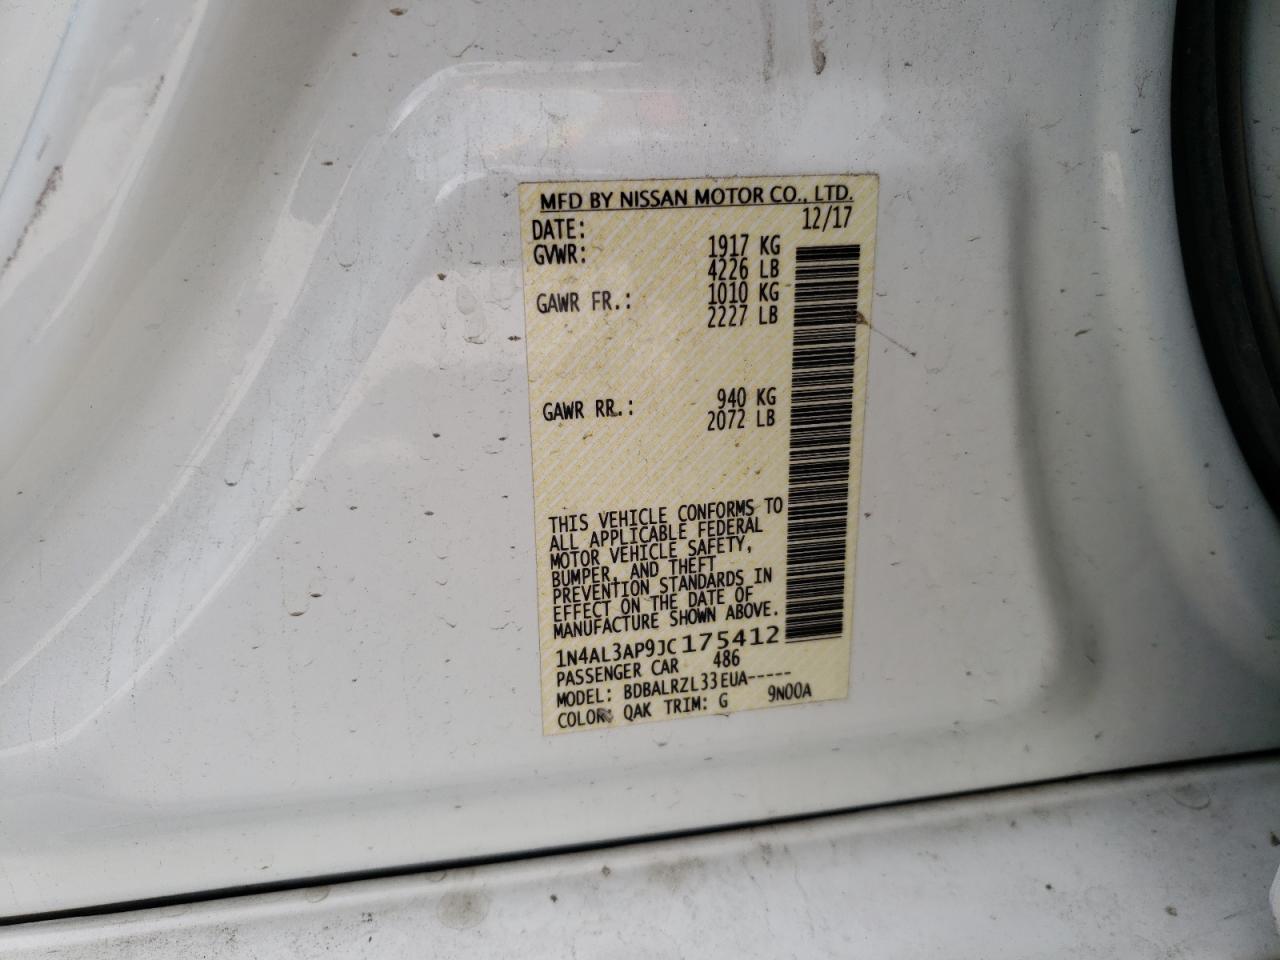 MFD BY NISSAN MOTOR CO., LTD.
DATE: 12/17
GVWR: 1917 KG
4226 LB
GAWR FR.: 1010 KG
2227 LB
GAWR RR.: 940 KG
2072 LB
THIS VEHICLE CONFORMS TO
ALL APPLICABLE FEDERAL
MOTOR VEHICLE SAFETY,
BUMPER, AND THEFT
PREVENTION STANDARDS IN
EFFECT ON THE DATE OF
MANUFACTURE SHOWN ABOVE.
1N4AL3AP9JC175412
PASSENGER CAR 486
MODEL: BDBALRZL33EUA-----
COLOR: QAK TRIM: G 9N00A